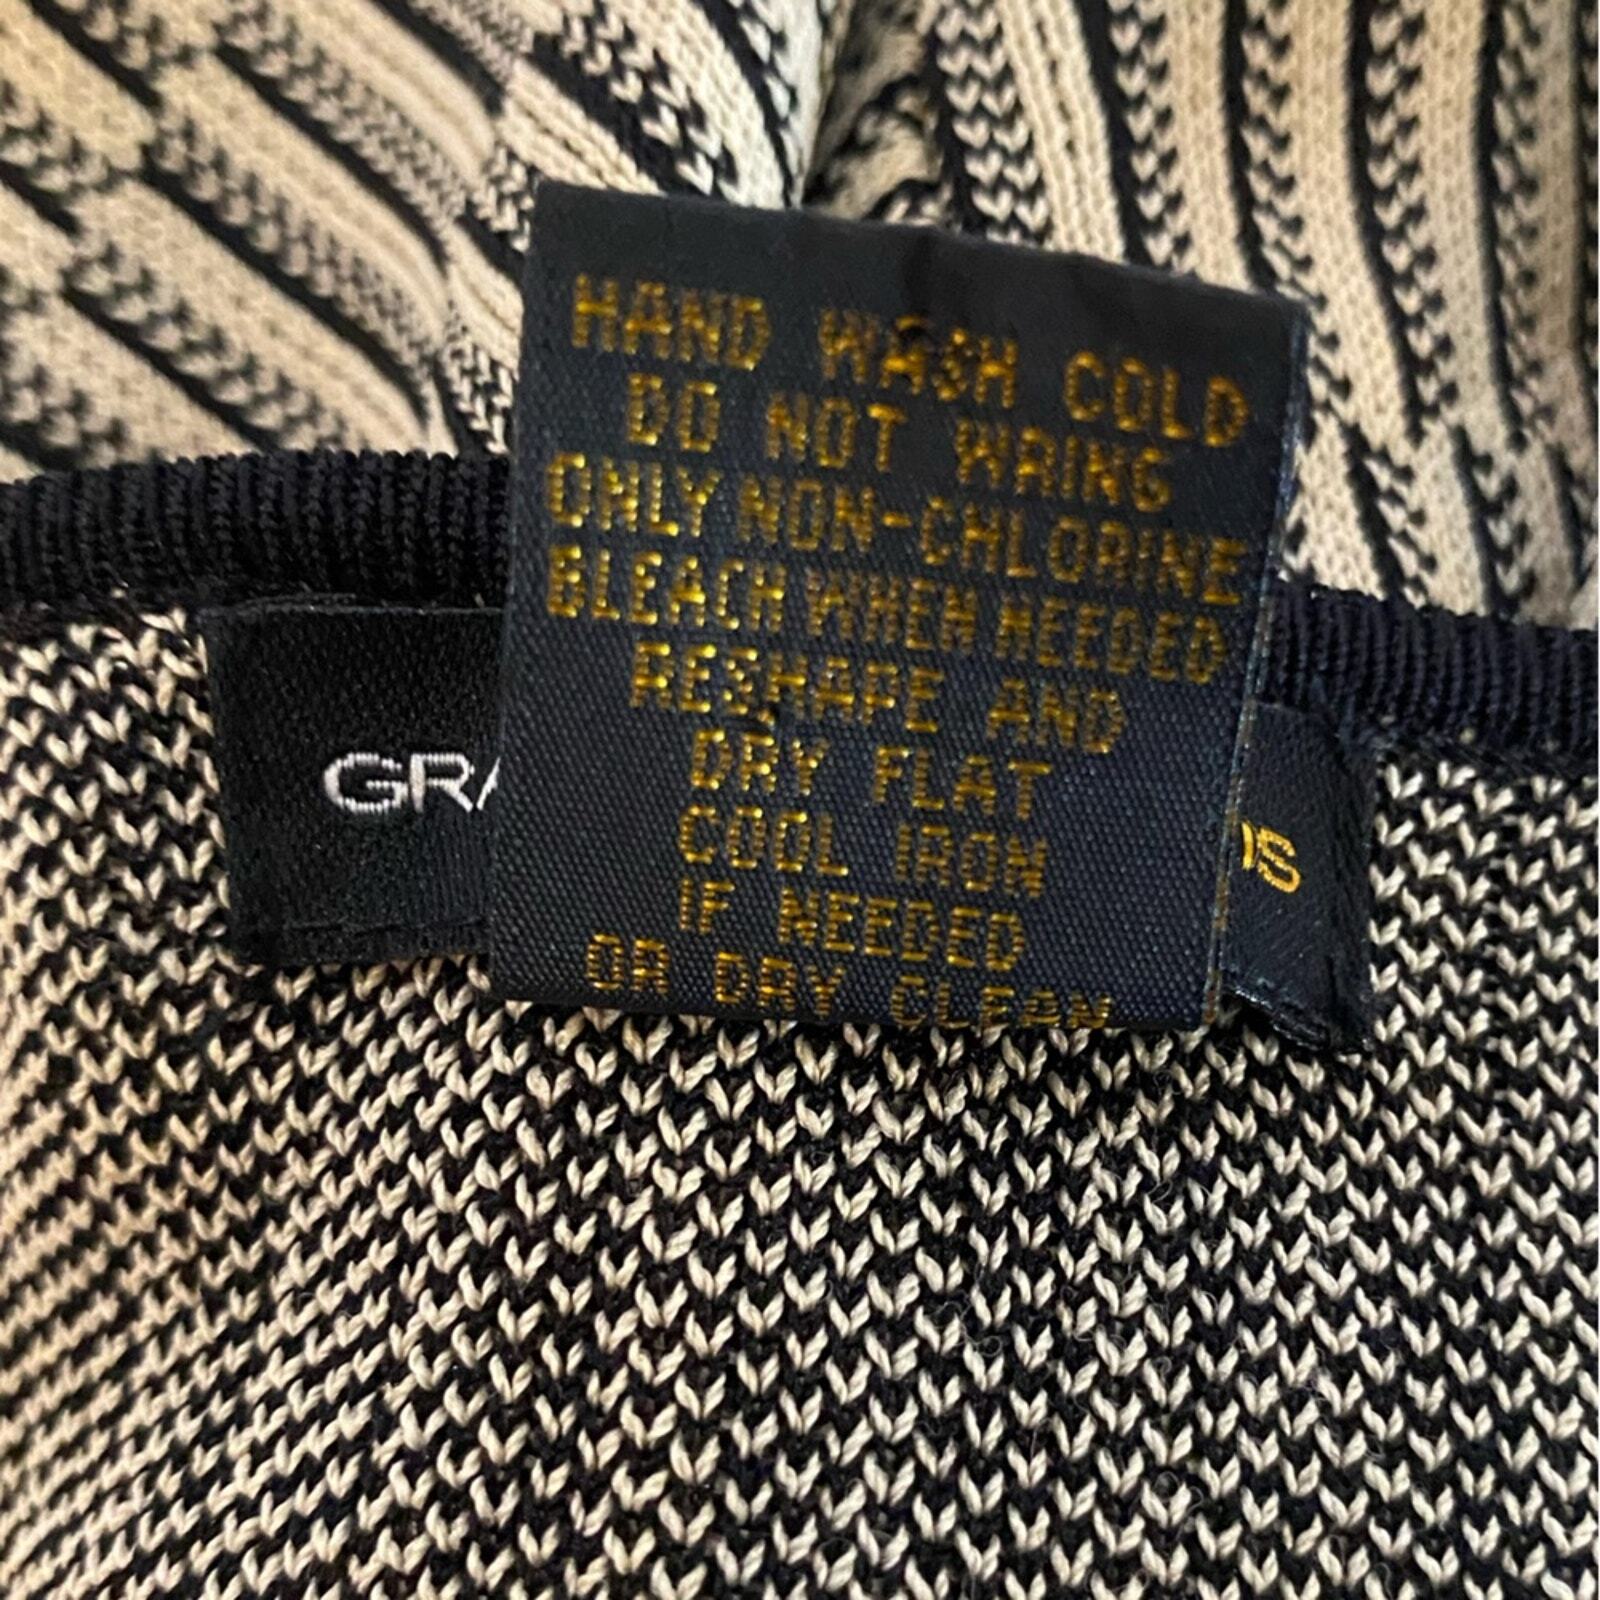 HAND WASH COLD
DO NOT WRING
ONLY NON-CHLORINE
BLEACH WHEN NEEDED
RESHAPE AND
DRY FLAT
COOL IRON
IF NEEDED
OR DRY CLEAN